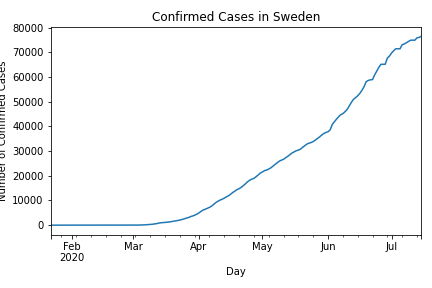 Confirmed Cases in Sweden
Number of Confirmed Cases
80000
70000
60000
50000
40000
30000
20000
10000
0
Feb
2020
Mar
Apr
May
Jun
Jul
Day